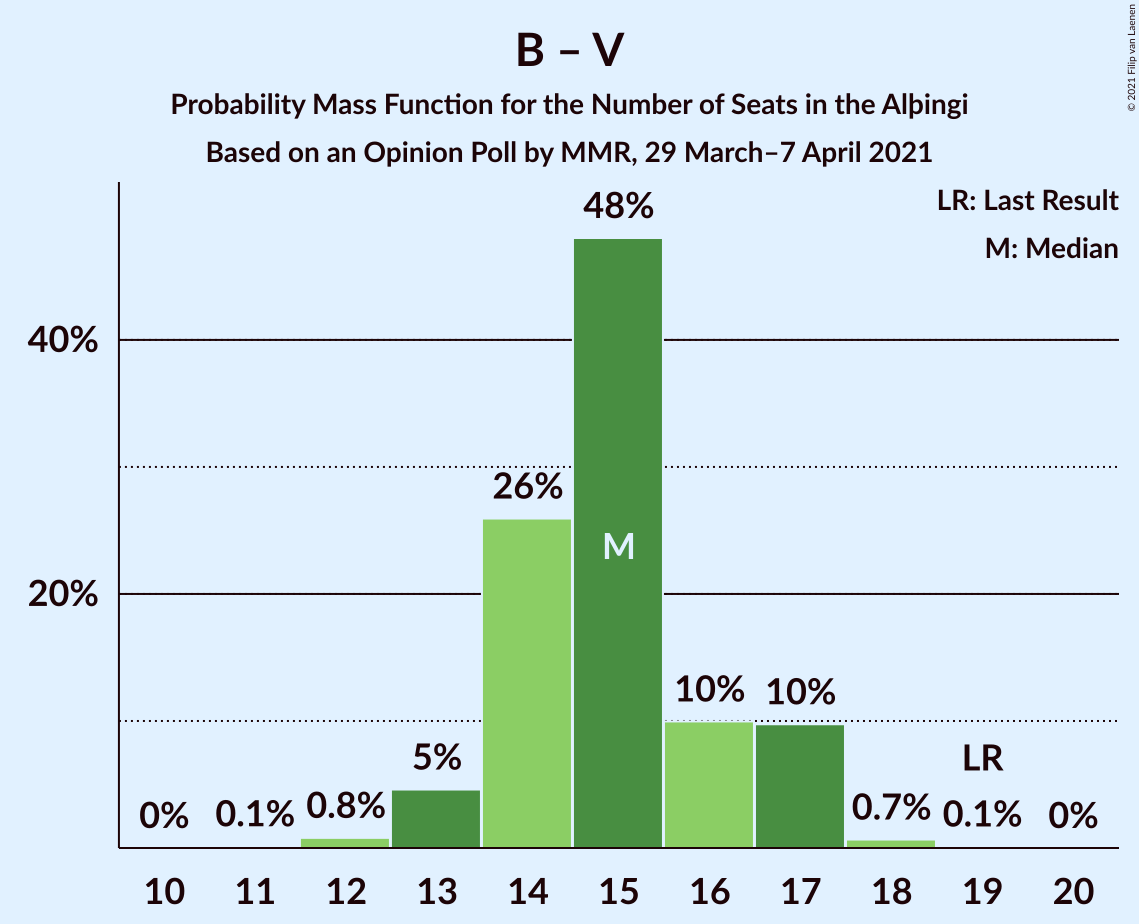 B – V
Probability Mass Function for the Number of Seats in the Alþingi
Based on an Opinion Poll by MMR, 29 March–7 April 2021
© 2021 Filip van Laenen
LR: Last Result
M: Median
40%
20%
0%
0.1%
0.8%
5%
26%
48%
M
10%
10%
0.7%
LR
0.1%
0%
10 11 12 13 14 15 16 17 18 19 20